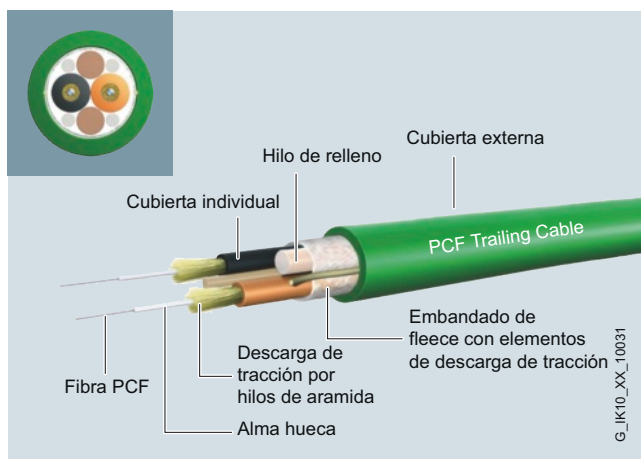 Cubierta externa
Hilo de relleno
Cubierta individual
PCF Trailing Cable
Embandado de
fleece con elementos
de descarga de tracción
Descarga de
tracción por
hilos de aramida
Fibra PCF
Alma hueca
G_IK10_XX_10031